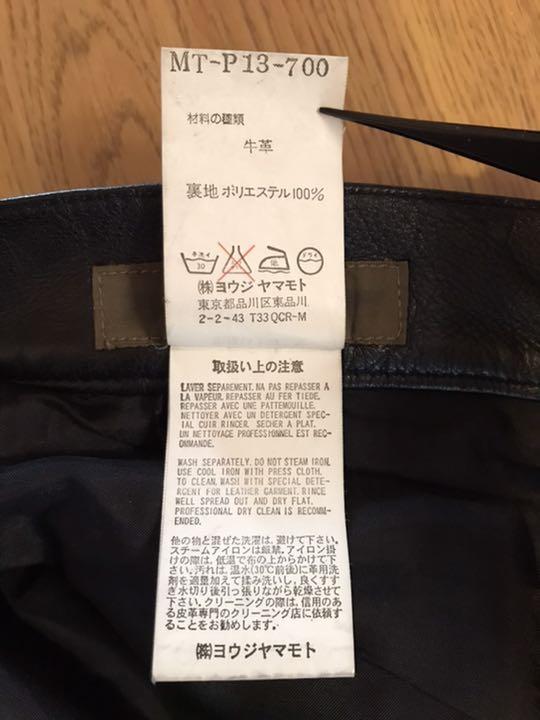 MT-P13-700
材料の種類
牛革
裏地 ポリエステル100%
手洗イ 30 低 ドライ
㈱ヨウジヤマモト
東京都品川区東品川
2-2-43 T33QCR-M
取扱い上の注意
LAVER SEPAREMENT. NA PAS REPASSER A
LA VAPEUR. REPASSER AU FER TIEDE.
REPASSER AVEC UNE PATTEMOUILLE.
NETTOYER AVEC UN DETERGENT SPEC-
IAL CUIR RINCER. SECHER A PLAT.
UN NETTOYAGE PROFESSIONNEL EST REC-
OMMANDE.
WASH SEPARATELY. DO NOT STEAM IRON.
USE COOL IRON WITH PRESS CLOTH.
TO CLEAN, WASH WITH SPECIAL DETE-
RGENT FOR LEATHER GARMENT. RINCE
WELL SPREAD OUT AND DRY FLAT.
PROFESSIONAL DRY CLEAN IS RECOMM-
ENDED.
他の物と混ぜた洗濯は、避けて下さい。
スチームアイロンは厳禁。アイロン掛
けの際は、低温で布の上からかけて下
さい。汚れは、温水(30℃前後)に革用洗
剤を適量加えて揉み洗いし、良くすす
ぎ水切り後引っ張りながら乾燥させて
下さい。クリーニングの際は、信用のあ
る皮革専門のクリーニング店に依頼す
ることをお勧めします。
㈱ヨウジヤマモト